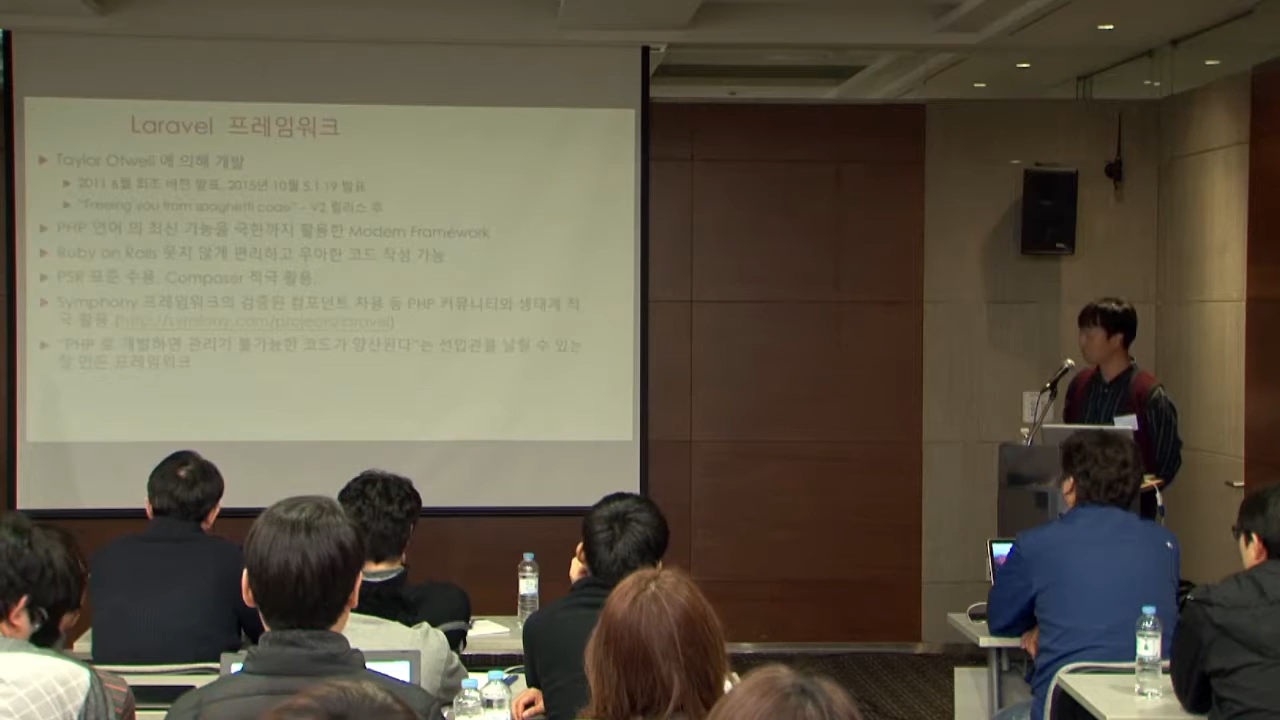 Laravel 프레임워크
Taylor Otwell 에 의해 개발
2011 6월 최초 버전 발표, 2015년 10월 5.1.19 발표
"Freeing you from spaghetti code" – V2 릴리스 후
PHP 언어 의 최신 기능을 극한까지 활용한 Modern Framework
Ruby on Rails 못지 않게 편리하고 우아한 코드 작성 가능
PSR 표준 수용, Composer 적극 활용.
Symphony 프레임워크의 검증된 컴포넌트 차용 등 PHP 커뮤니티와 생태계 적
극 활용
"PHP 로 개발하면 관리가 불가능한 코드가 양산된다"는 선입관을 날릴 수 있는
잘 만든 프레임워크